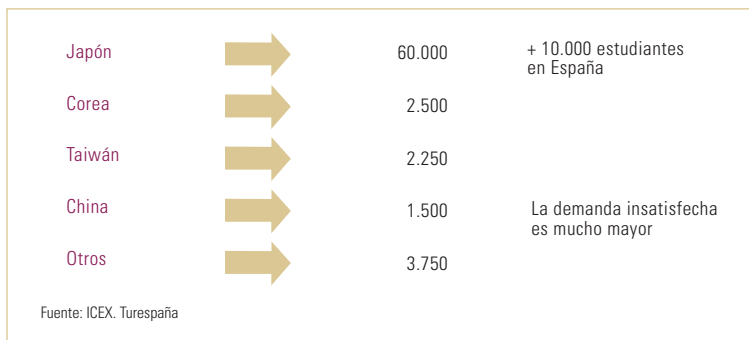 Japón 60.000 + 10.000 estudiantes
en España
Corea 2.500
Taiwán 2.250
China 1.500 La demanda insatisfecha
es mucho mayor
Otros 3.750
Fuente: ICEX. Turespaña